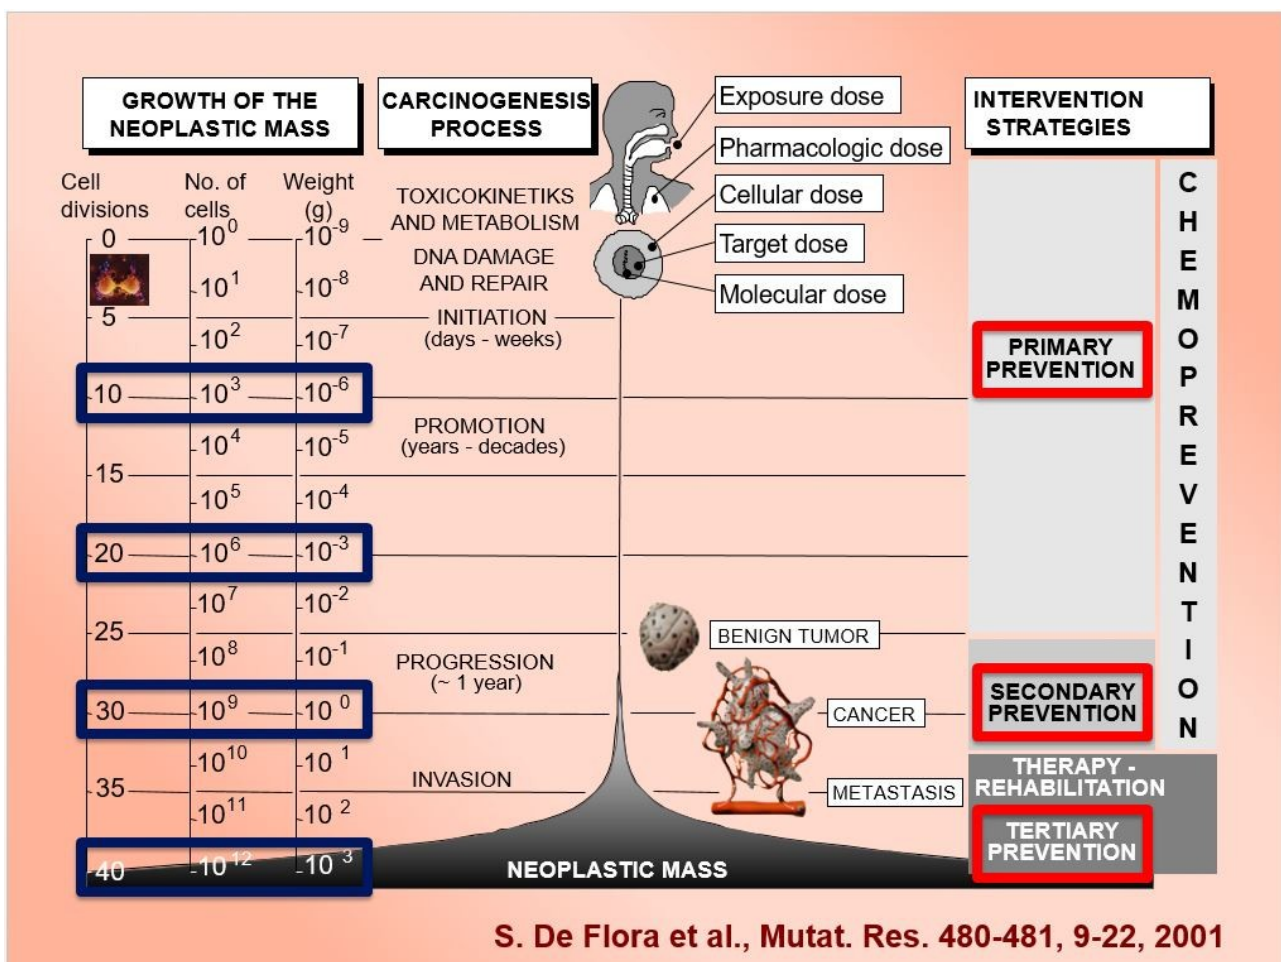 GROWTH OF THE
NEOPLASTIC MASS
CARCINOGENESIS
PROCESS
INTERVENTION
STRATEGIES
Exposure dose
Pharmacologic dose
Cellular dose
Target dose
Molecular dose
Cell
divisions
No. of
cells
Weight
(g)
0 10⁰ 10⁻⁹
10¹ 10⁻⁸
5
10² 10⁻⁷
10 10³ 10⁻⁶
10⁴ 10⁻⁵
15
10⁵ 10⁻⁴
20 10⁶ 10⁻³
10⁷ 10⁻²
25
10⁸ 10⁻¹
30 10⁹ 10⁰
10¹⁰ 10¹
35
10¹¹ 10²
40 10¹² 10³
TOXICOKINETIKS
AND METABOLISM
DNA DAMAGE
AND REPAIR
INITIATION
(days - weeks)
PROMOTION
(years - decades)
PROGRESSION
(~ 1 year)
INVASION
BENIGN TUMOR
CANCER
METASTASIS
NEOPLASTIC MASS
PRIMARY
PREVENTION
SECONDARY
PREVENTION
THERAPY -
REHABILITATION
TERTIARY
PREVENTION
CHEMOPREVENTION
S. De Flora et al., Mutat. Res. 480-481, 9-22, 2001